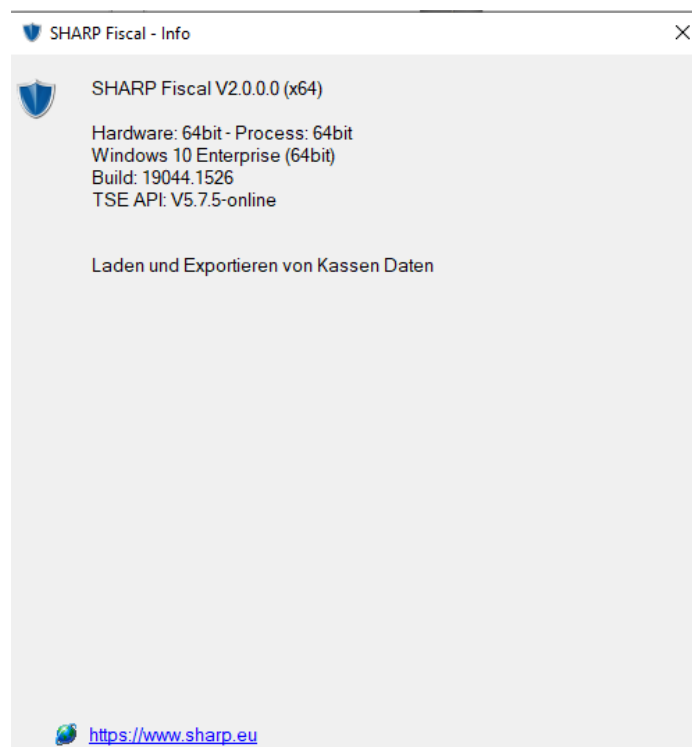 SHARP Fiscal - Info
SHARP Fiscal V2.0.0.0 (x64)
Hardware: 64bit - Process: 64bit
Windows 10 Enterprise (64bit)
Build: 19044.1526
TSE API: V5.7.5-online
Laden und Exportieren von Kassen Daten
https://www.sharp.eu